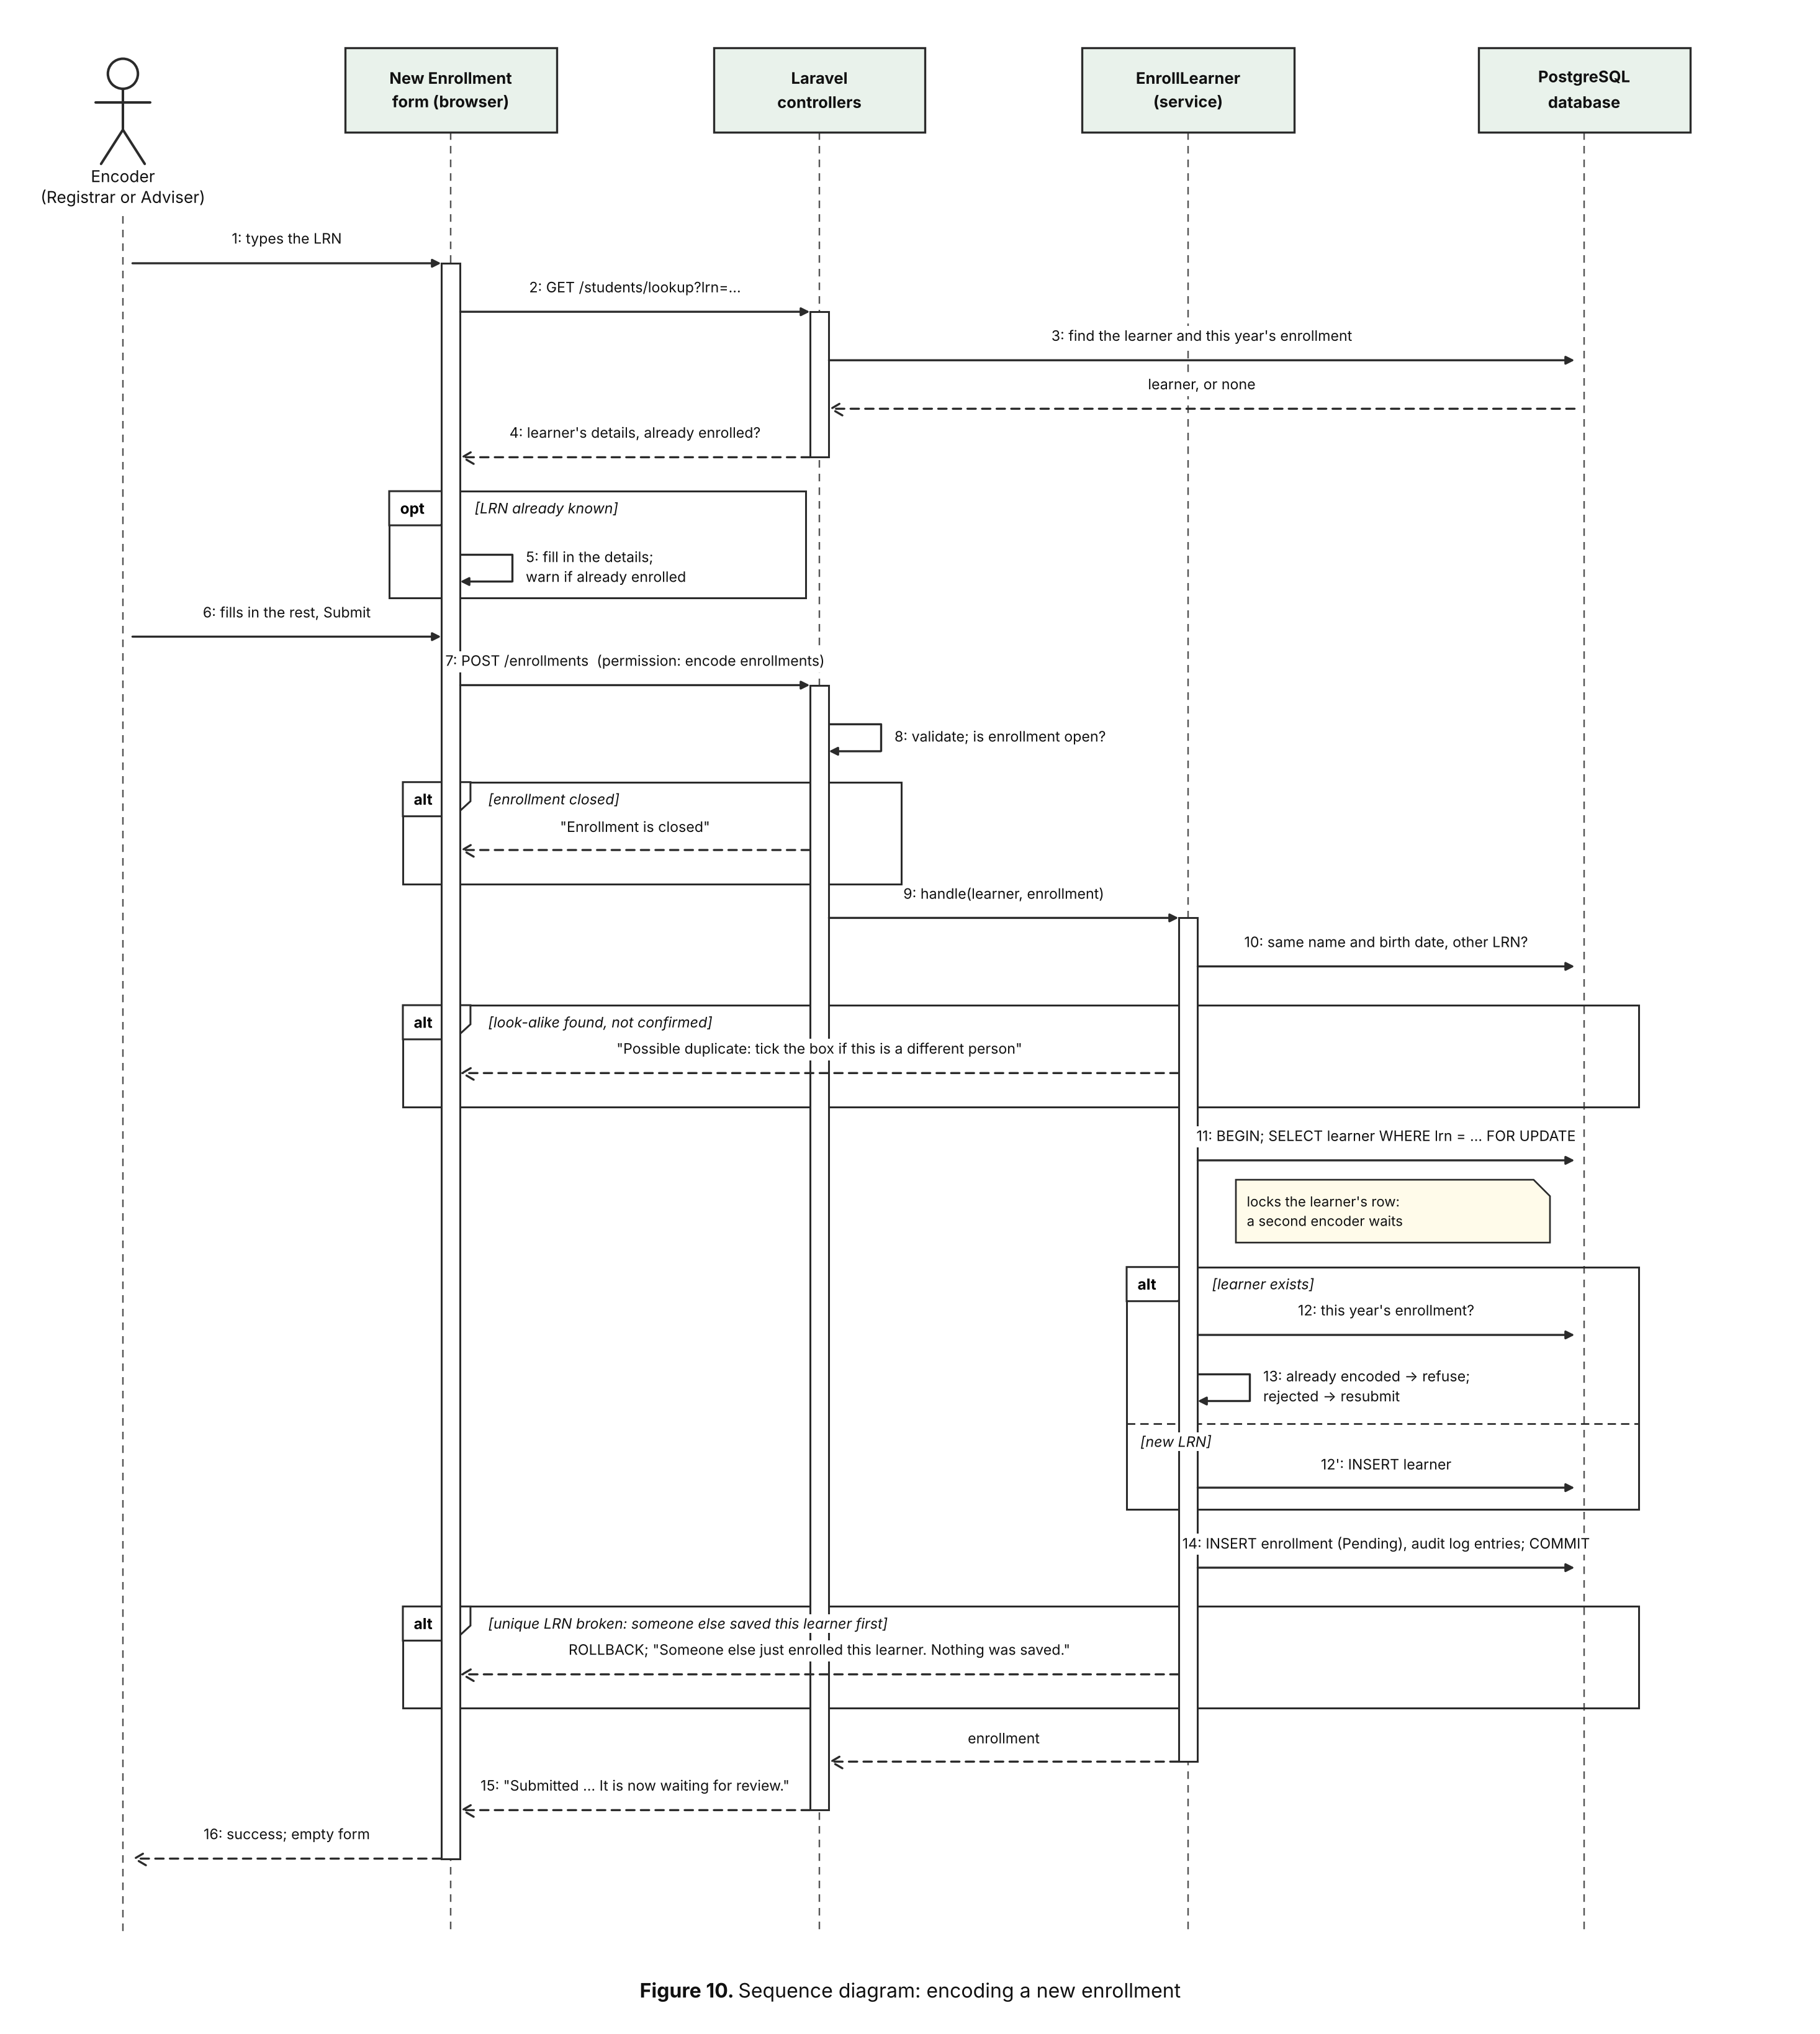 New Enrollment
form (browser)
Laravel
controllers
EnrollLearner
(service)
PostgreSQL
database
Encoder
(Registrar or Adviser)
1: types the LRN
2: GET /students/lookup?lrn=...
3: find the learner and this year's enrollment
learner, or none
4: learner's details, already enrolled?
opt
[LRN already known]
5: fill in the details;
warn if already enrolled
6: fills in the rest, Submit
7: POST /enrollments (permission: encode enrollments)
8: validate; is enrollment open?
alt
[enrollment closed]
"Enrollment is closed"
9: handle(learner, enrollment)
10: same name and birth date, other LRN?
alt
[look-alike found, not confirmed]
"Possible duplicate: tick the box if this is a different person"
11: BEGIN; SELECT learner WHERE lrn = ... FOR UPDATE
locks the learner's row:
a second encoder waits
alt
[learner exists]
12: this year's enrollment?
13: already encoded → refuse;
rejected → resubmit
[new LRN]
12': INSERT learner
14: INSERT enrollment (Pending), audit log entries; COMMIT
alt
[unique LRN broken: someone else saved this learner first]
ROLLBACK; "Someone else just enrolled this learner. Nothing was saved."
enrollment
15: "Submitted ... It is now waiting for review."
16: success; empty form
Figure 10. Sequence diagram: encoding a new enrollment